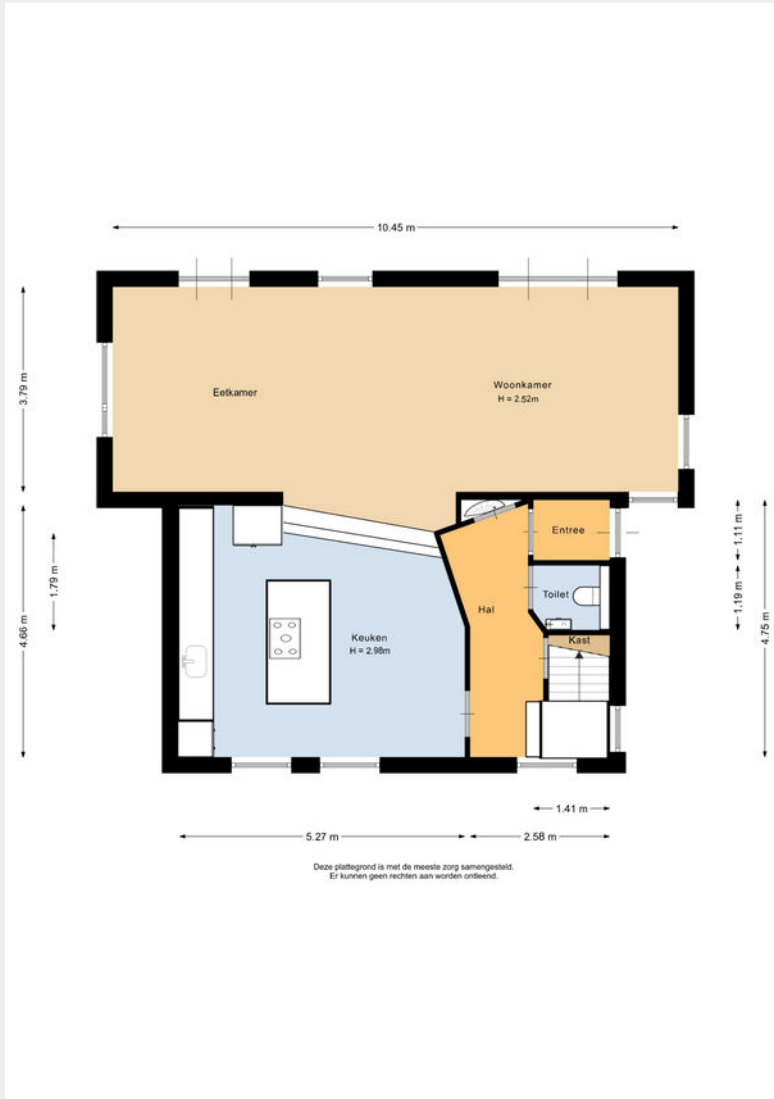 10.45 m
3.79 m
Eetkamer
Woonkamer
H = 2.52m
1.11 m
Entree
1.79 m
4.66 m
1.19 m
4.75 m
Toilet
Hal
Keuken
H = 2.98m
Kast
1.41 m
5.27 m
2.58 m
Deze plattegrond is met de meeste zorg samengesteld.
Er kunnen geen rechten aan worden ontleend.